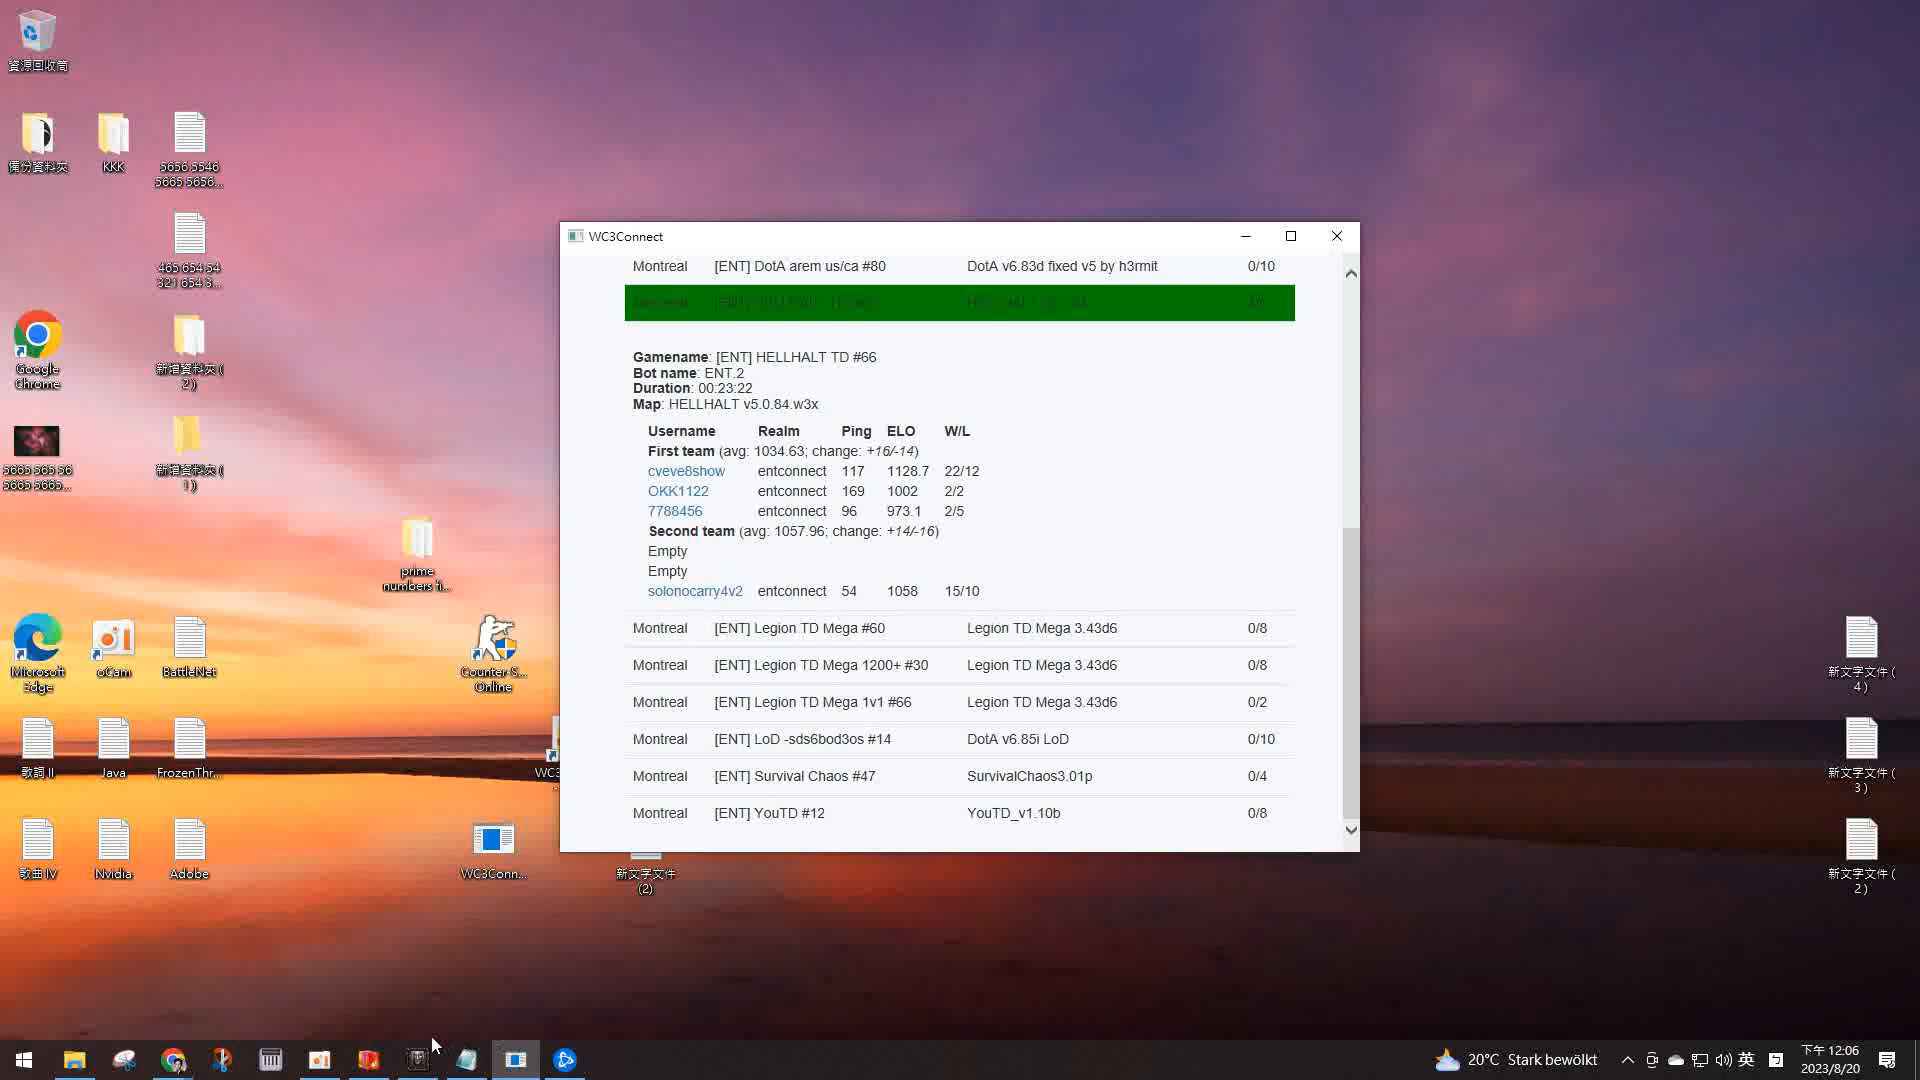 資源回收筒
備份資料夾
KKK
5656 5546
5665 5656...
465 654 54
321 654 3...
Google
Chrome
新增資料夾 (
2 )
5665 565 56
5665 5665...
新增資料夾 (
1 )
prime
numbers fi...
Microsoft
Edge
oCam
BattleNet
Counter-S...
Online
歌詞 II
Java
FrozenThr...
WC3
歌曲 IV
Nvidia
Adobe
WC3Conn...
新文字文件
(2)
新文字文件 (
4 )
新文字文件 (
3 )
新文字文件 (
2 )
WC3Connect
Montreal [ENT] DotA arem us/ca #80 DotA v6.83d fixed v5 by h3rmit 0/10
Gamename: [ENT] HELLHALT TD #66
Bot name: ENT.2
Duration: 00:23:22
Map: HELLHALT v5.0.84.w3x
Username Realm Ping ELO W/L
First team (avg: 1034.63; change: +16/-14)
cveve8show entconnect 117 1128.7 22/12
OKK1122 entconnect 169 1002 2/2
7788456 entconnect 96 973.1 2/5
Second team (avg: 1057.96; change: +14/-16)
Empty
Empty
solonocarry4v2 entconnect 54 1058 15/10
Montreal [ENT] Legion TD Mega #60 Legion TD Mega 3.43d6 0/8
Montreal [ENT] Legion TD Mega 1200+ #30 Legion TD Mega 3.43d6 0/8
Montreal [ENT] Legion TD Mega 1v1 #66 Legion TD Mega 3.43d6 0/2
Montreal [ENT] LoD -sds6bod3os #14 DotA v6.85i LoD 0/10
Montreal [ENT] Survival Chaos #47 SurvivalChaos3.01p 0/4
Montreal [ENT] YouTD #12 YouTD_v1.10b 0/8
20°C Stark bewölkt
英
下午 12:06
2023/8/20